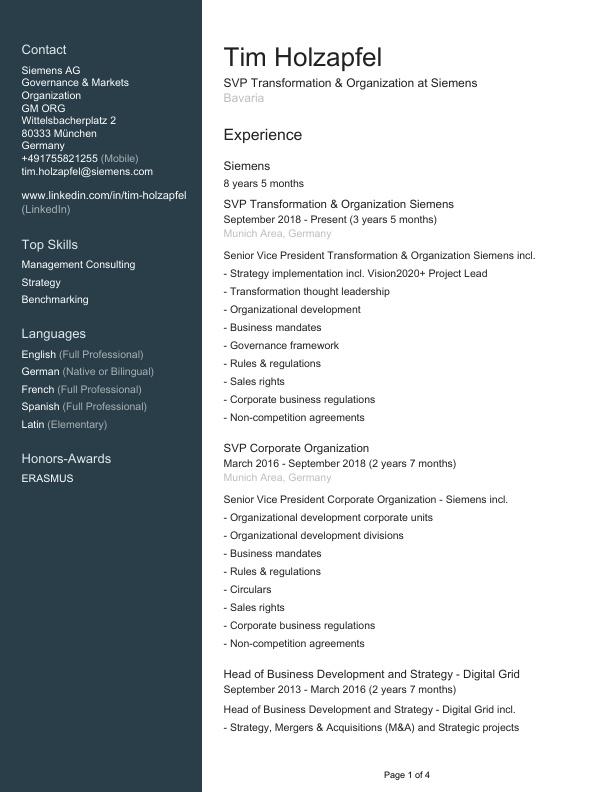 Contact
Siemens AG
Governance & Markets
Organization
GM ORG
Wittelsbacherplatz 2
80333 München
Germany
+491755821255 (Mobile)
tim.holzapfel@siemens.com
www.linkedin.com/in/tim-holzapfel
(LinkedIn)
Top Skills
Management Consulting
Strategy
Benchmarking
Languages
English (Full Professional)
German (Native or Bilingual)
French (Full Professional)
Spanish (Full Professional)
Latin (Elementary)
Honors-Awards
ERASMUS
Tim Holzapfel
SVP Transformation & Organization at Siemens
Bavaria
Experience
Siemens
8 years 5 months
SVP Transformation & Organization Siemens
September 2018 - Present (3 years 5 months)
Munich Area, Germany
Senior Vice President Transformation & Organization Siemens incl.
- Strategy implementation incl. Vision2020+ Project Lead
- Transformation thought leadership
- Organizational development
- Business mandates
- Governance framework
- Rules & regulations
- Sales rights
- Corporate business regulations
- Non-competition agreements
SVP Corporate Organization
March 2016 - September 2018 (2 years 7 months)
Munich Area, Germany
Senior Vice President Corporate Organization - Siemens incl.
- Organizational development corporate units
- Organizational development divisions
- Business mandates
- Rules & regulations
- Circulars
- Sales rights
- Corporate business regulations
- Non-competition agreements
Head of Business Development and Strategy - Digital Grid
September 2013 - March 2016 (2 years 7 months)
Head of Business Development and Strategy - Digital Grid incl.
- Strategy, Mergers & Acquisitions (M&A) and Strategic projects
Page 1 of 4